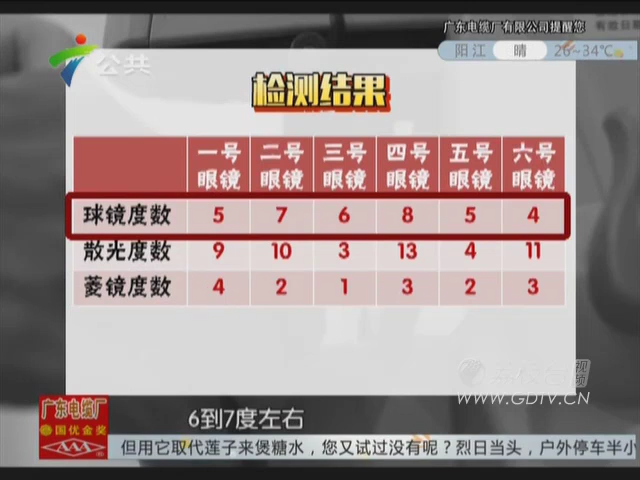 广东电缆厂有限公司提醒您
公共
阳江 晴 26~34℃
检测结果
一号眼镜 二号眼镜 三号眼镜 四号眼镜 五号眼镜 六号眼镜
球镜度数 5 7 6 8 5 4
散光度数 9 10 3 13 4 11
菱镜度数 4 2 1 3 2 3
荔枝台 视频
www.GDTV.CN
6到7度左右
广东电缆厂
国优金奖
AAA
但用它取代莲子来煲糖水，您又试过没有呢？烈日当头，户外停车半小